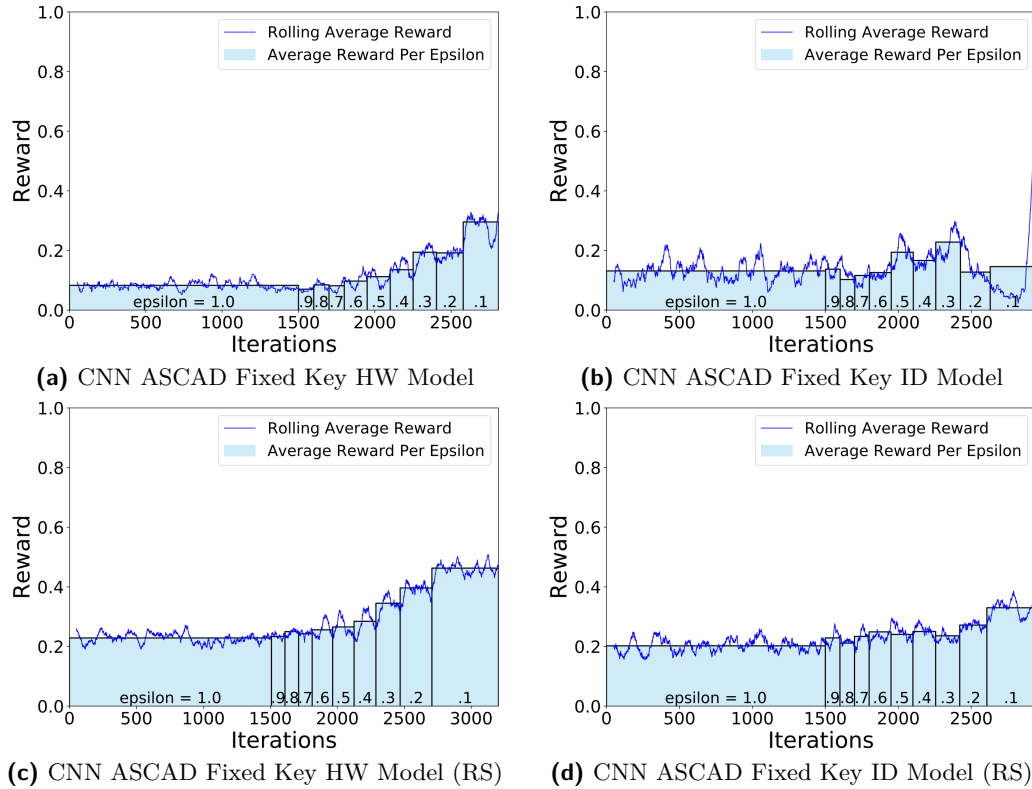 1.0
0.8
0.6
0.4
0.2
0.0
Reward
Rolling Average Reward
Average Reward Per Epsilon
epsilon = 1.0 .9 .8 .7 .6 .5 .4 .3 .2 .1
0 500 1000 1500 2000 2500
Iterations
(a) CNN ASCAD Fixed Key HW Model
1.0
0.8
0.6
0.4
0.2
0.0
Reward
Rolling Average Reward
Average Reward Per Epsilon
epsilon = 1.0 .9 .8 .7 .6 .5 .4 .3 .2 .1
0 500 1000 1500 2000 2500
Iterations
(b) CNN ASCAD Fixed Key ID Model
1.0
0.8
0.6
0.4
0.2
0.0
Reward
Rolling Average Reward
Average Reward Per Epsilon
epsilon = 1.0 .9 .8 .7 .6 .5 .4 .3 .2 .1
0 500 1000 1500 2000 2500 3000
Iterations
(c) CNN ASCAD Fixed Key HW Model (RS)
1.0
0.8
0.6
0.4
0.2
0.0
Reward
Rolling Average Reward
Average Reward Per Epsilon
epsilon = 1.0 .9 .8 .7 .6 .5 .4 .3 .2 .1
0 500 1000 1500 2000 2500
Iterations
(d) CNN ASCAD Fixed Key ID Model (RS)